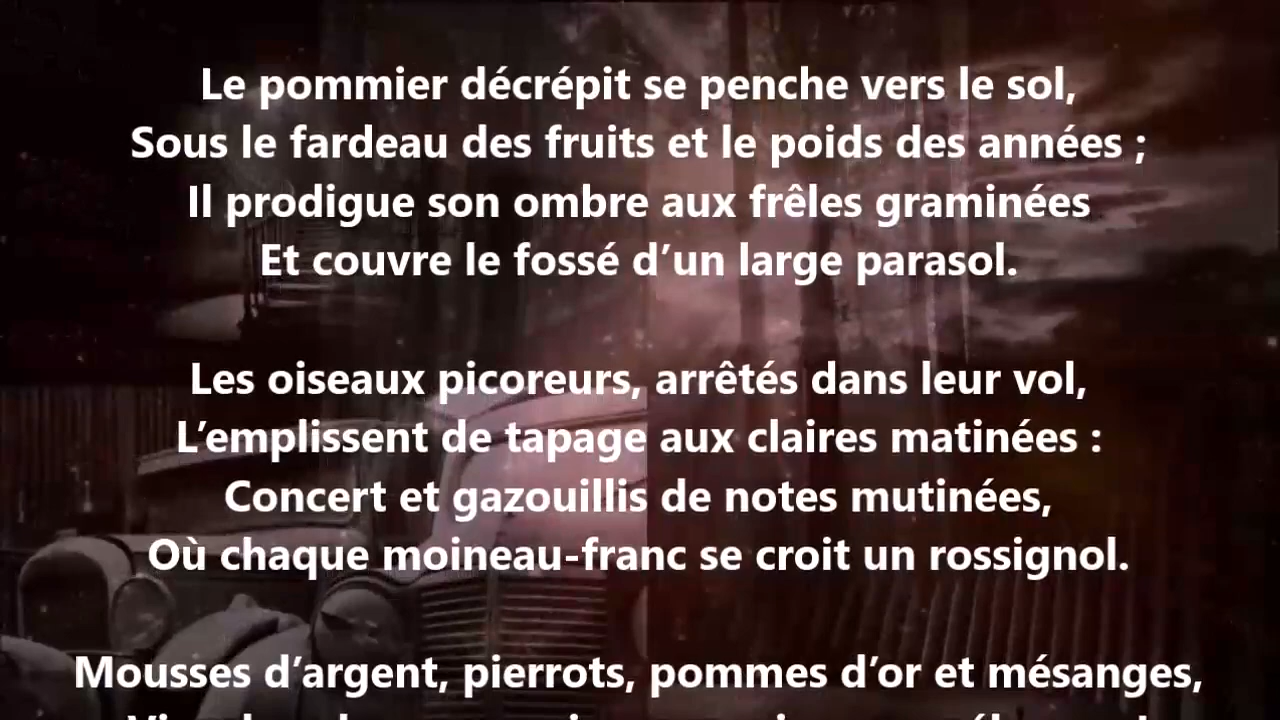 Le pommier décrépit se penche vers le sol,
Sous le fardeau des fruits et le poids des années ;
Il prodigue son ombre aux frêles graminées
Et couvre le fossé d’un large parasol.
Les oiseaux picoreurs, arrêtés dans leur vol,
L’emplissent de tapage aux claires matinées :
Concert et gazouillis de notes mutinées,
Où chaque moineau-franc se croit un rossignol.
Mousses d’argent, pierrots, pommes d’or et mésanges,